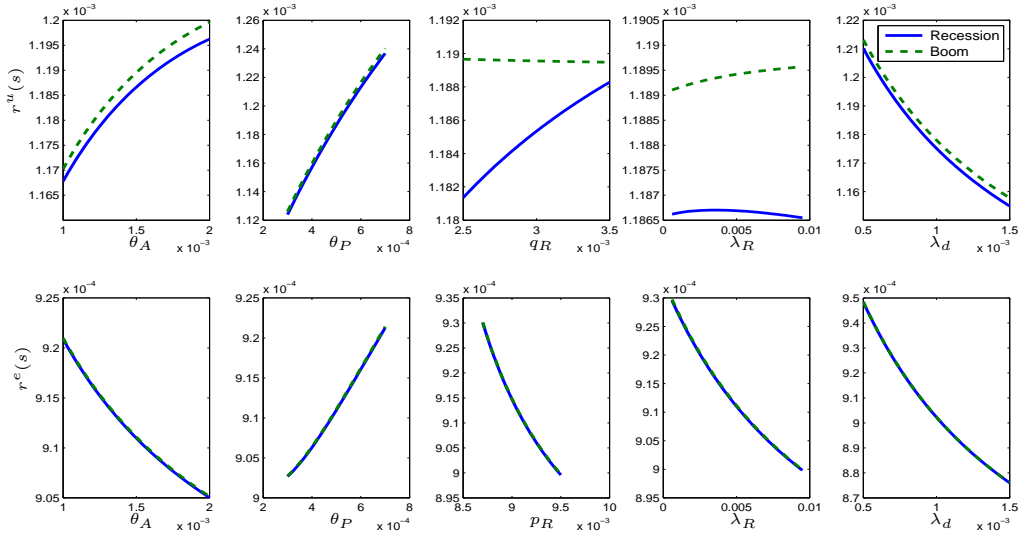 x 10⁻³ x 10⁻³ x 10⁻³ x 10⁻³ x 10⁻³
1.2 1.28 1.192 1.1905 1.22
1.195 1.26 1.19 1.19 1.21 Recession
1.19 1.24 1.188 1.1895 1.2 Boom
1.185 1.22 1.186 1.189 1.19
1.18 1.2 1.184 1.1885 1.18
1.175 1.18 1.182 1.188 1.17
1.17 1.16 1.18 1.1875 1.16
1.165 1.14 1.187
1.12 1.1865
r^u(s)
1 1.5 2 2 4 6 8 2.5 3 3.5 0 0.005 0.01 0.5 1 1.5
θ_A x 10⁻³ θ_P x 10⁻⁴ q_R x 10⁻³ λ_R λ_d x 10⁻³
x 10⁻⁴ x 10⁻⁴ x 10⁻⁴ x 10⁻⁴ x 10⁻⁴
9.25 9.25 9.35 9.3 9.5
9.2 9.2 9.3 9.25 9.4
9.15 9.15 9.25 9.2 9.3
9.1 9.1 9.2 9.15 9.2
9.05 9.05 9.15 9.1 9.1
9 9.1 9.05 9
9.05 9 8.9
9 8.95 8.8
8.95 8.7
r^e(s)
1 1.5 2 2 4 6 8 8 8.5 9 9.5 10 0 0.005 0.01 0.5 1 1.5
θ_A x 10⁻³ θ_P x 10⁻⁴ p_R x 10⁻³ λ_R λ_d x 10⁻³